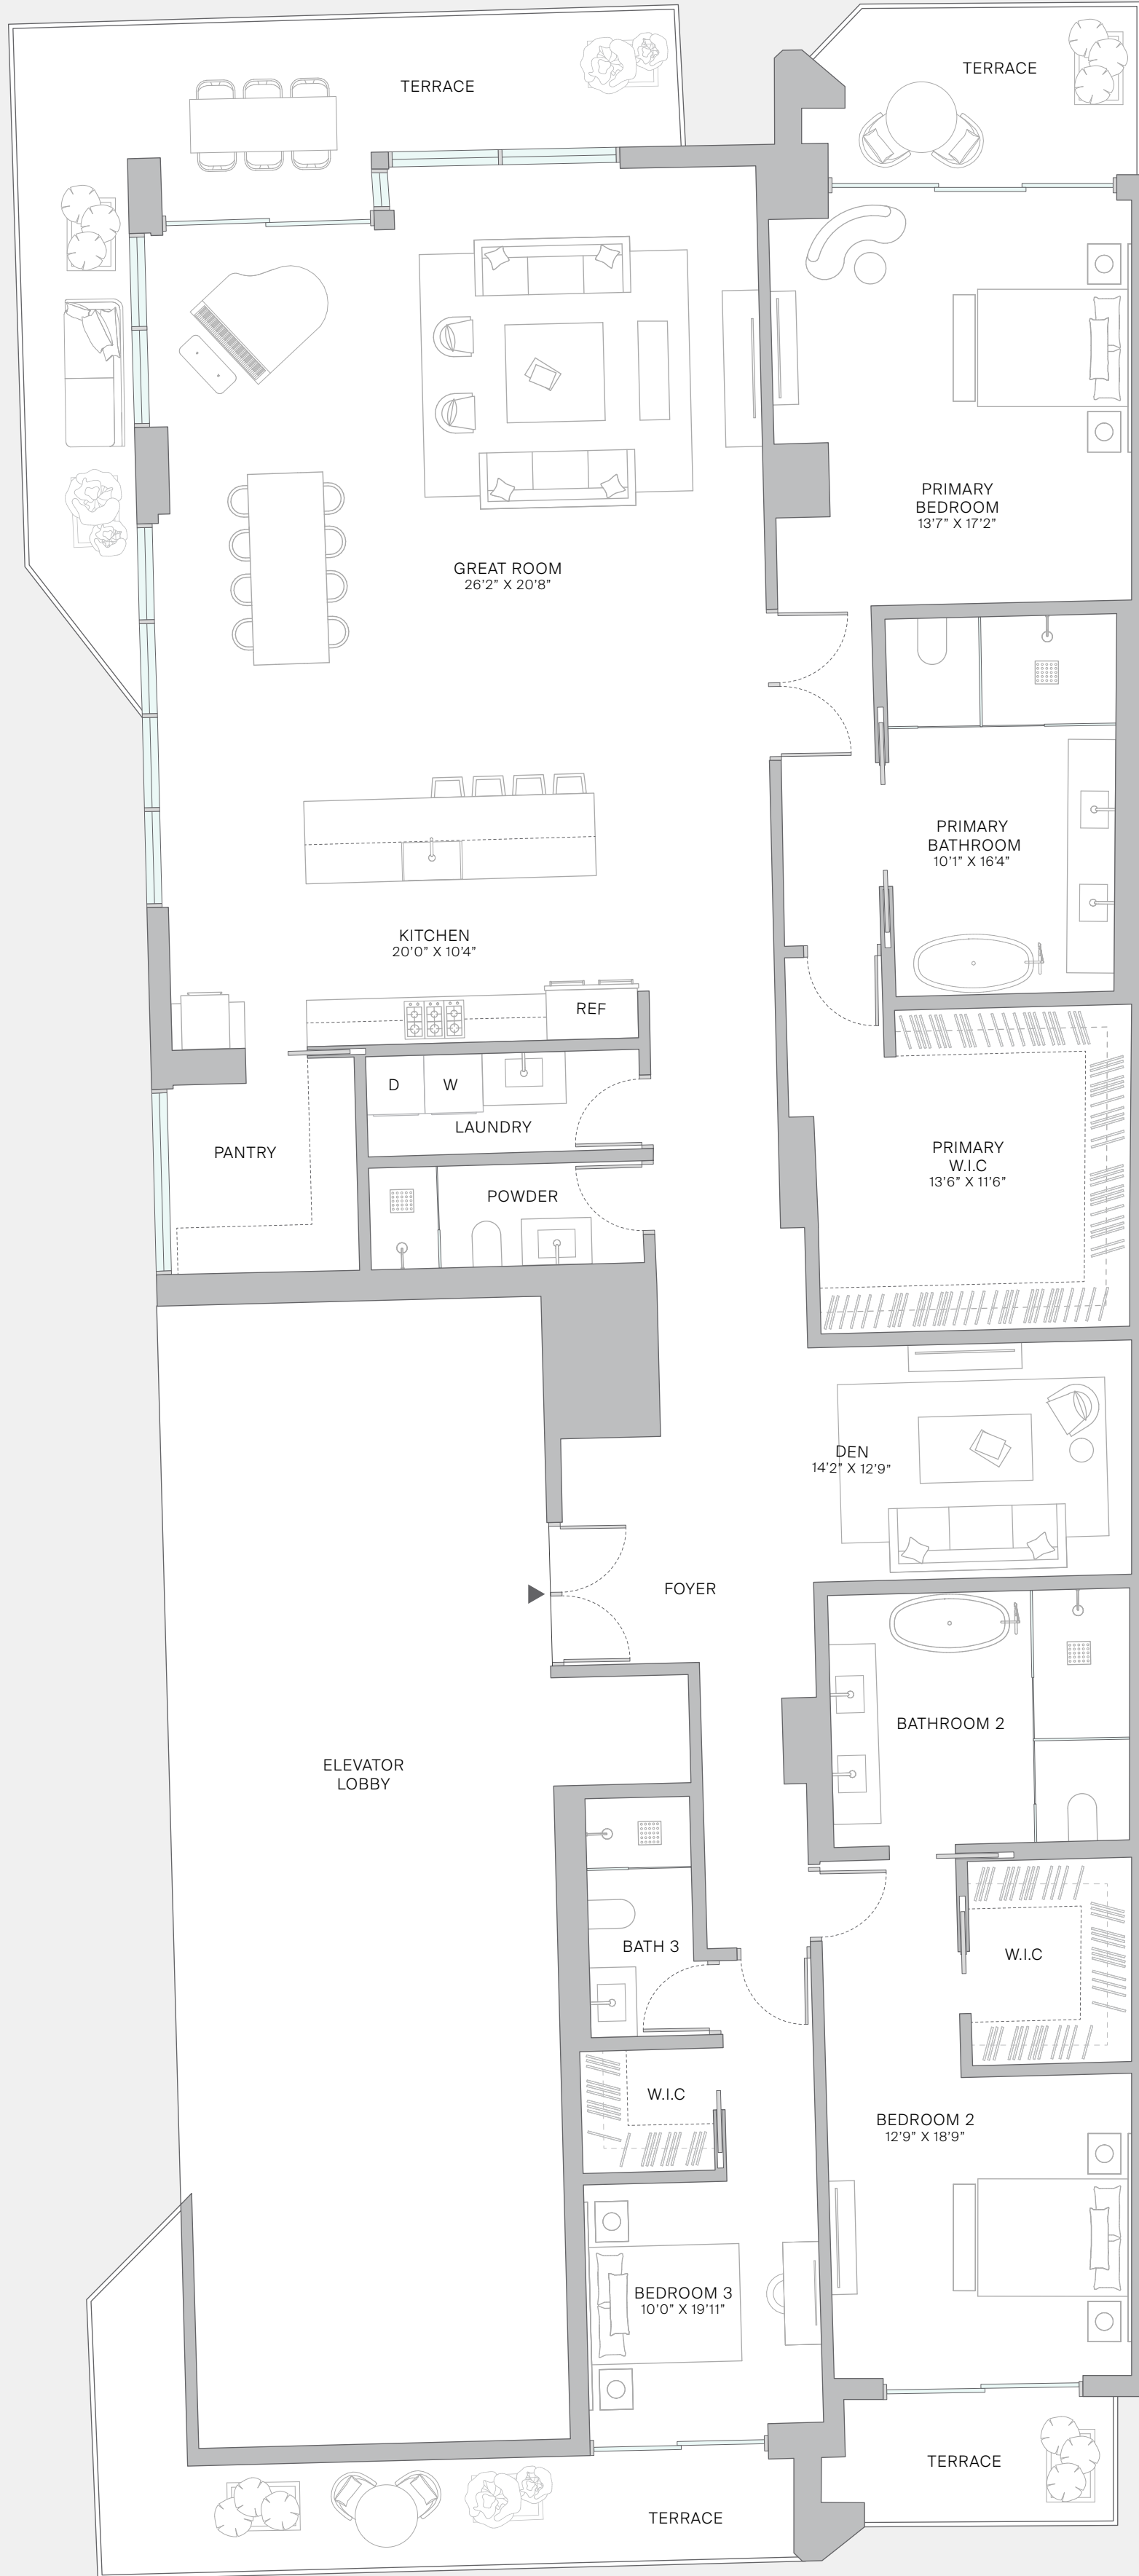 TERRACE
TERRACE
PRIMARY
BEDROOM
13’7” X 17’2”
GREAT ROOM
26’2” X 20’8”
PRIMARY
BATHROOM
10’1” X 16’4”
KITCHEN
20’0” X 10’4”
REF
D
W
LAUNDRY
PANTRY
POWDER
PRIMARY
W.I.C
13’6” X 11’6”
DEN
14’2” X 12’9”
FOYER
BATHROOM 2
ELEVATOR
LOBBY
BATH 3
W.I.C
W.I.C
BEDROOM 2
12’9” X 18’9”
BEDROOM 3
10’0” X 19’11”
TERRACE
TERRACE